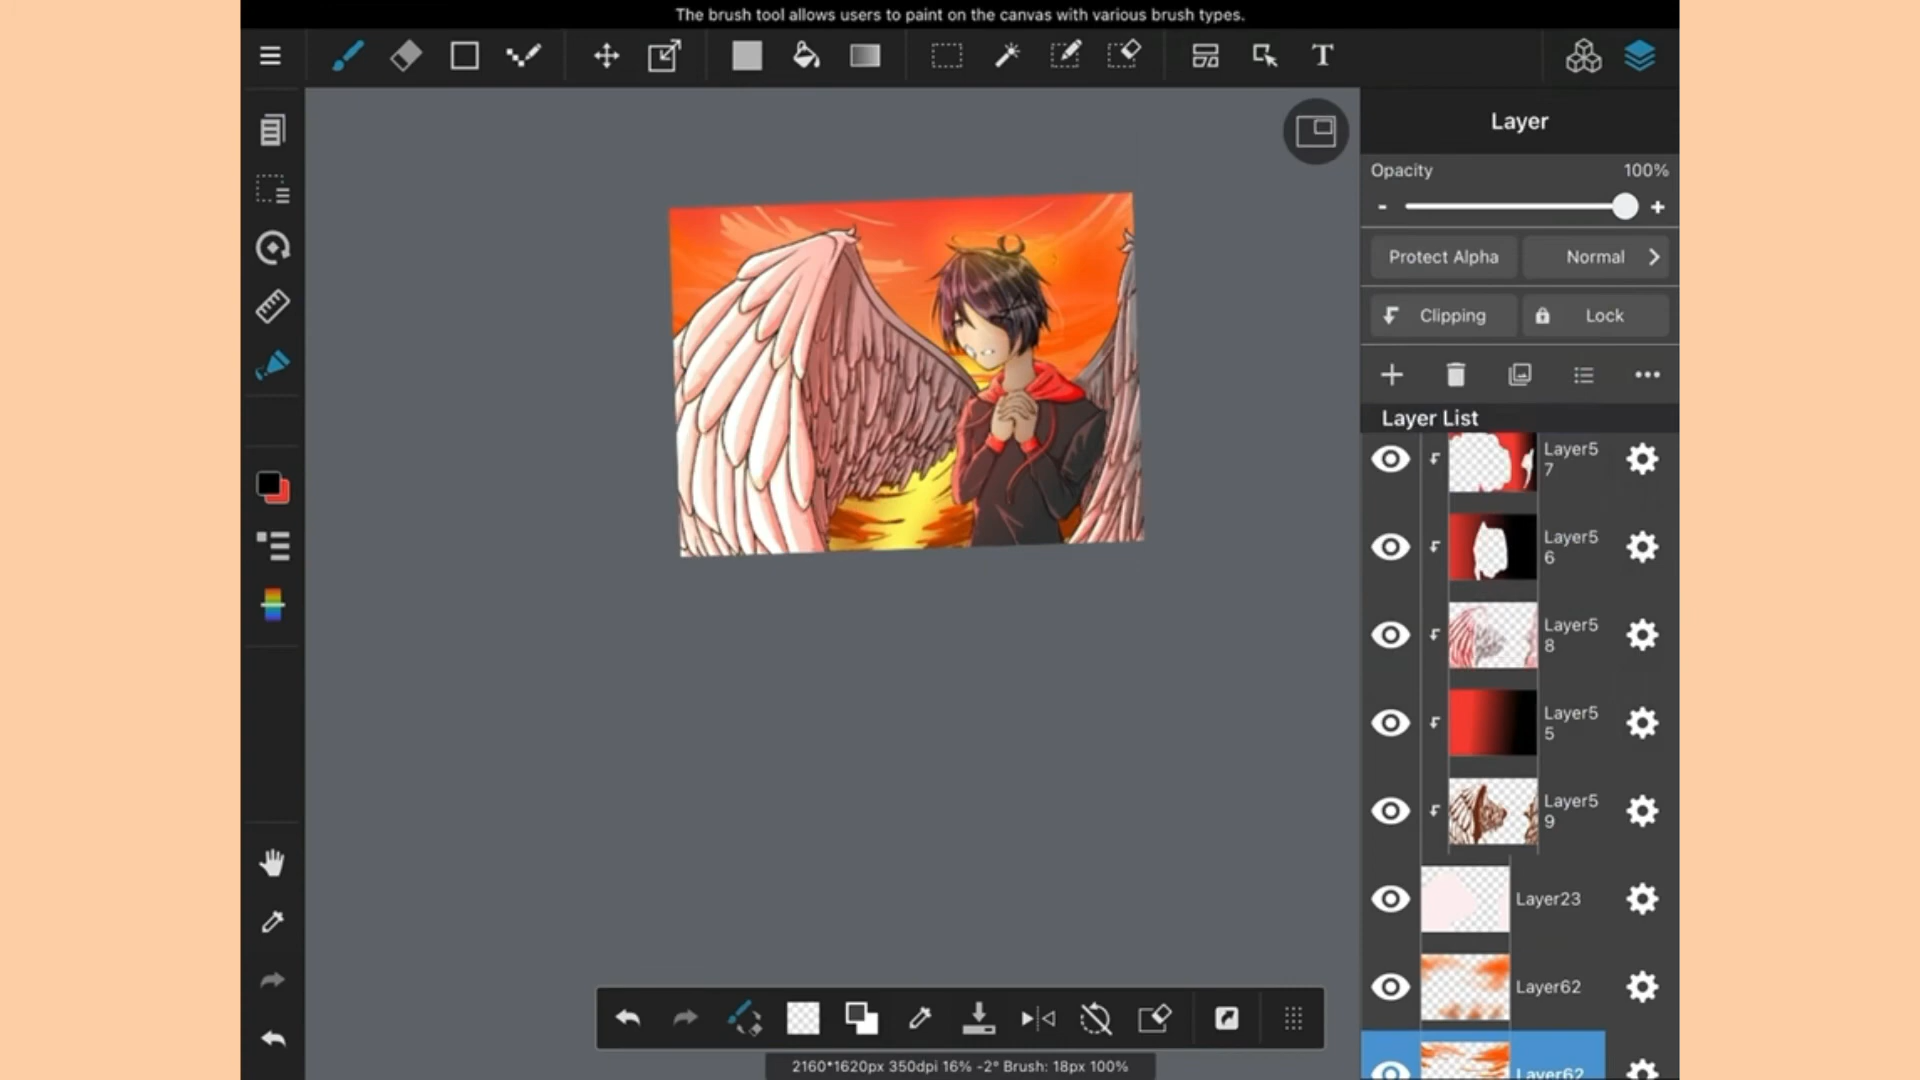 The brush tool allows users to paint on the canvas with various brush types.
T
Layer
Opacity 100%
- +
Protect Alpha Normal
Clipping Lock
Layer List
Layer5
7
Layer5
6
Layer5
8
Layer5
5
Layer5
9
Layer23
Layer62
Layer62
2160*1620px 350dpi 16% -2° Brush: 18px 100%